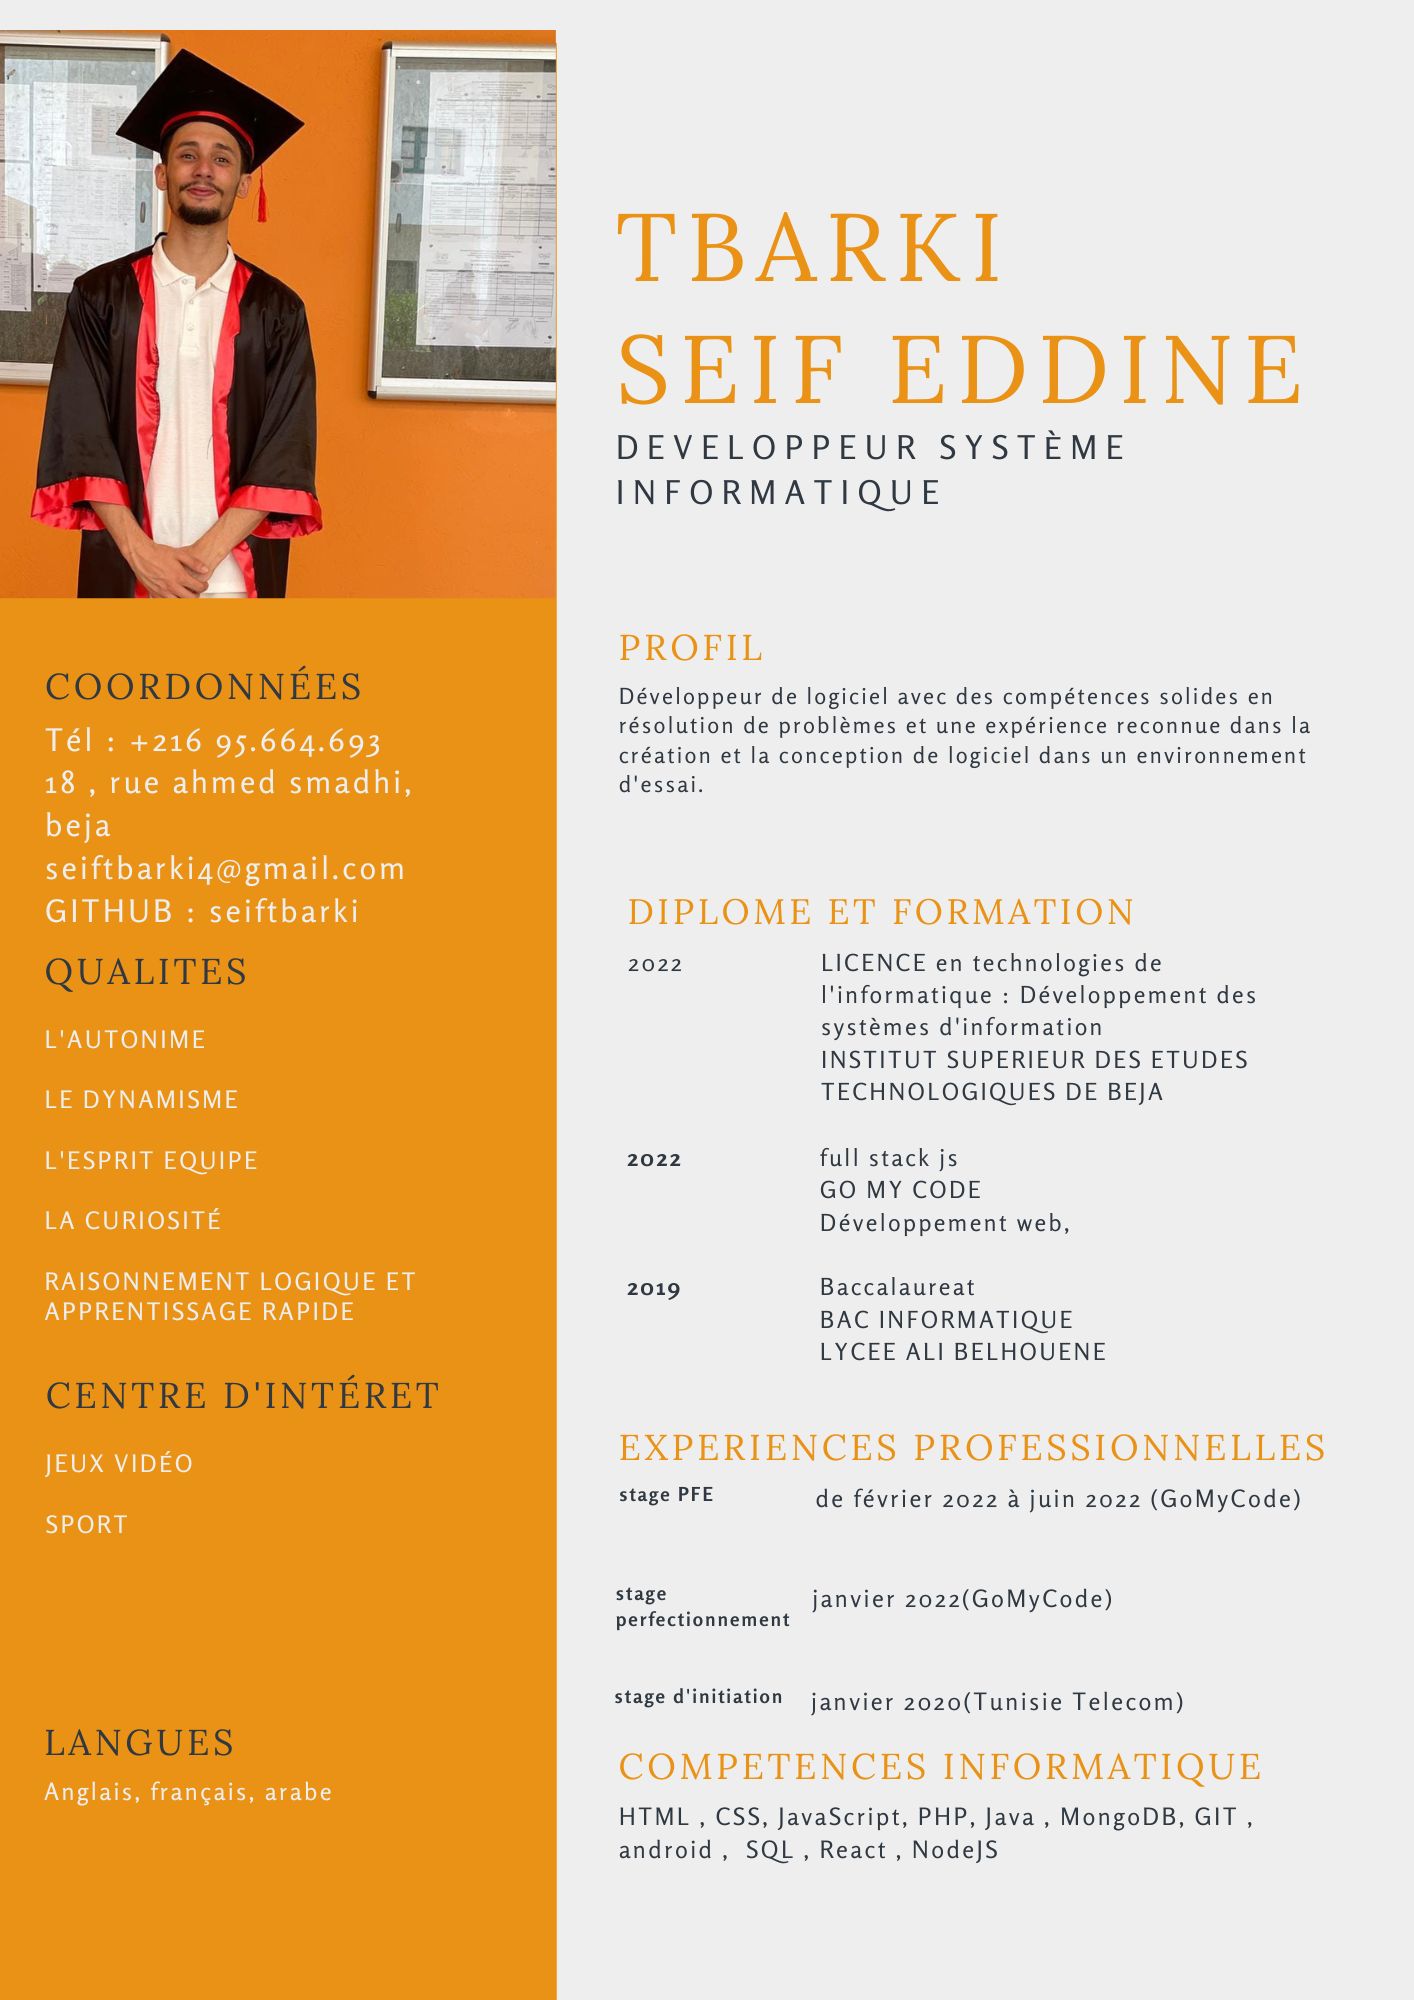 TBARKI
SEIF EDDINE
DEVELOPPEUR SYSTÈME
INFORMATIQUE
COORDONNÉES
Tél : +216 95.664.693
18 , rue ahmed smadhi,
beja
seiftbarki4@gmail.com
GITHUB : seiftbarki
QUALITES
L'AUTONIME
LE DYNAMISME
L'ESPRIT EQUIPE
LA CURIOSITÉ
RAISONNEMENT LOGIQUE ET
APPRENTISSAGE RAPIDE
CENTRE D'INTÉRET
JEUX VIDÉO
SPORT
LANGUES
Anglais, français, arabe
PROFIL
Développeur de logiciel avec des compétences solides en
résolution de problèmes et une expérience reconnue dans la
création et la conception de logiciel dans un environnement
d'essai.
DIPLOME ET FORMATION
2022 LICENCE en technologies de
l'informatique : Développement des
systèmes d'information
INSTITUT SUPERIEUR DES ETUDES
TECHNOLOGIQUES DE BEJA
2022 full stack js
GO MY CODE
Développement web,
2019 Baccalaureat
BAC INFORMATIQUE
LYCEE ALI BELHOUENE
EXPERIENCES PROFESSIONNELLES
stage PFE de février 2022 à juin 2022 (GoMyCode)
stage janvier 2022(GoMyCode)
perfectionnement
stage d'initiation janvier 2020(Tunisie Telecom)
COMPETENCES INFORMATIQUE
HTML , CSS, JavaScript, PHP, Java , MongoDB, GIT ,
android , SQL , React , NodeJS